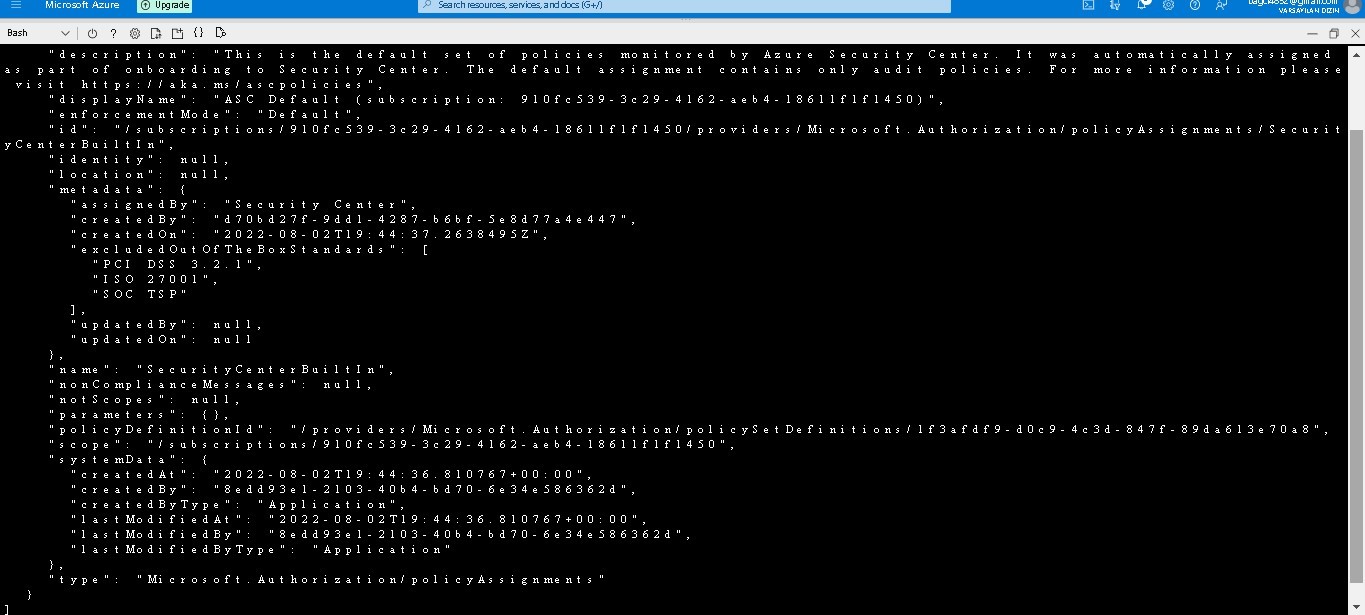 Microsoft Azure
Upgrade
Search resources, services, and docs (G+/)
VARSAYILAN DIZIN
Bash
"description": "This is the default set of policies monitored by Azure Security Center. It was automatically assigned
as part of onboarding to Security Center. The default assignment contains only audit policies. For more information please
visit https://aka.ms/ascpolicies",
"displayName": "ASC Default (subscription: 910fc539-3c29-4162-aeb4-18611f1f1450)",
"enforcementMode": "Default",
"id": "/subscriptions/910fc539-3c29-4162-aeb4-18611f1f1450/providers/Microsoft.Authorization/policyAssignments/Securit
yCenterBuiltIn",
"identity": null,
"location": null,
"metadata": {
"assignedBy": "Security Center",
"createdBy": "d70bd27f-9dd1-4287-b6bf-5e8d77a4e447",
"createdOn": "2022-08-02T19:44:37.2638495Z",
"excludedOutOfTheBoxStandards": [
"PCI DSS 3.2.1",
"ISO 27001",
"SOC TSP"
],
"updatedBy": null,
"updatedOn": null
},
"name": "SecurityCenterBuiltIn",
"nonComplianceMessages": null,
"notScopes": null,
"parameters": {},
"policyDefinitionId": "/providers/Microsoft.Authorization/policySetDefinitions/1f3afdf9-d0c9-4c3d-847f-89da613e70a8",
"scope": "/subscriptions/910fc539-3c29-4162-aeb4-18611f1f1450",
"systemData": {
"createdAt": "2022-08-02T19:44:36.810767+00:00",
"createdBy": "8edd93e1-2103-40b4-bd70-6e34e586362d",
"createdByType": "Application",
"lastModifiedAt": "2022-08-02T19:44:36.810767+00:00",
"lastModifiedBy": "8edd93e1-2103-40b4-bd70-6e34e586362d",
"lastModifiedByType": "Application"
},
"type": "Microsoft.Authorization/policyAssignments"
}
]